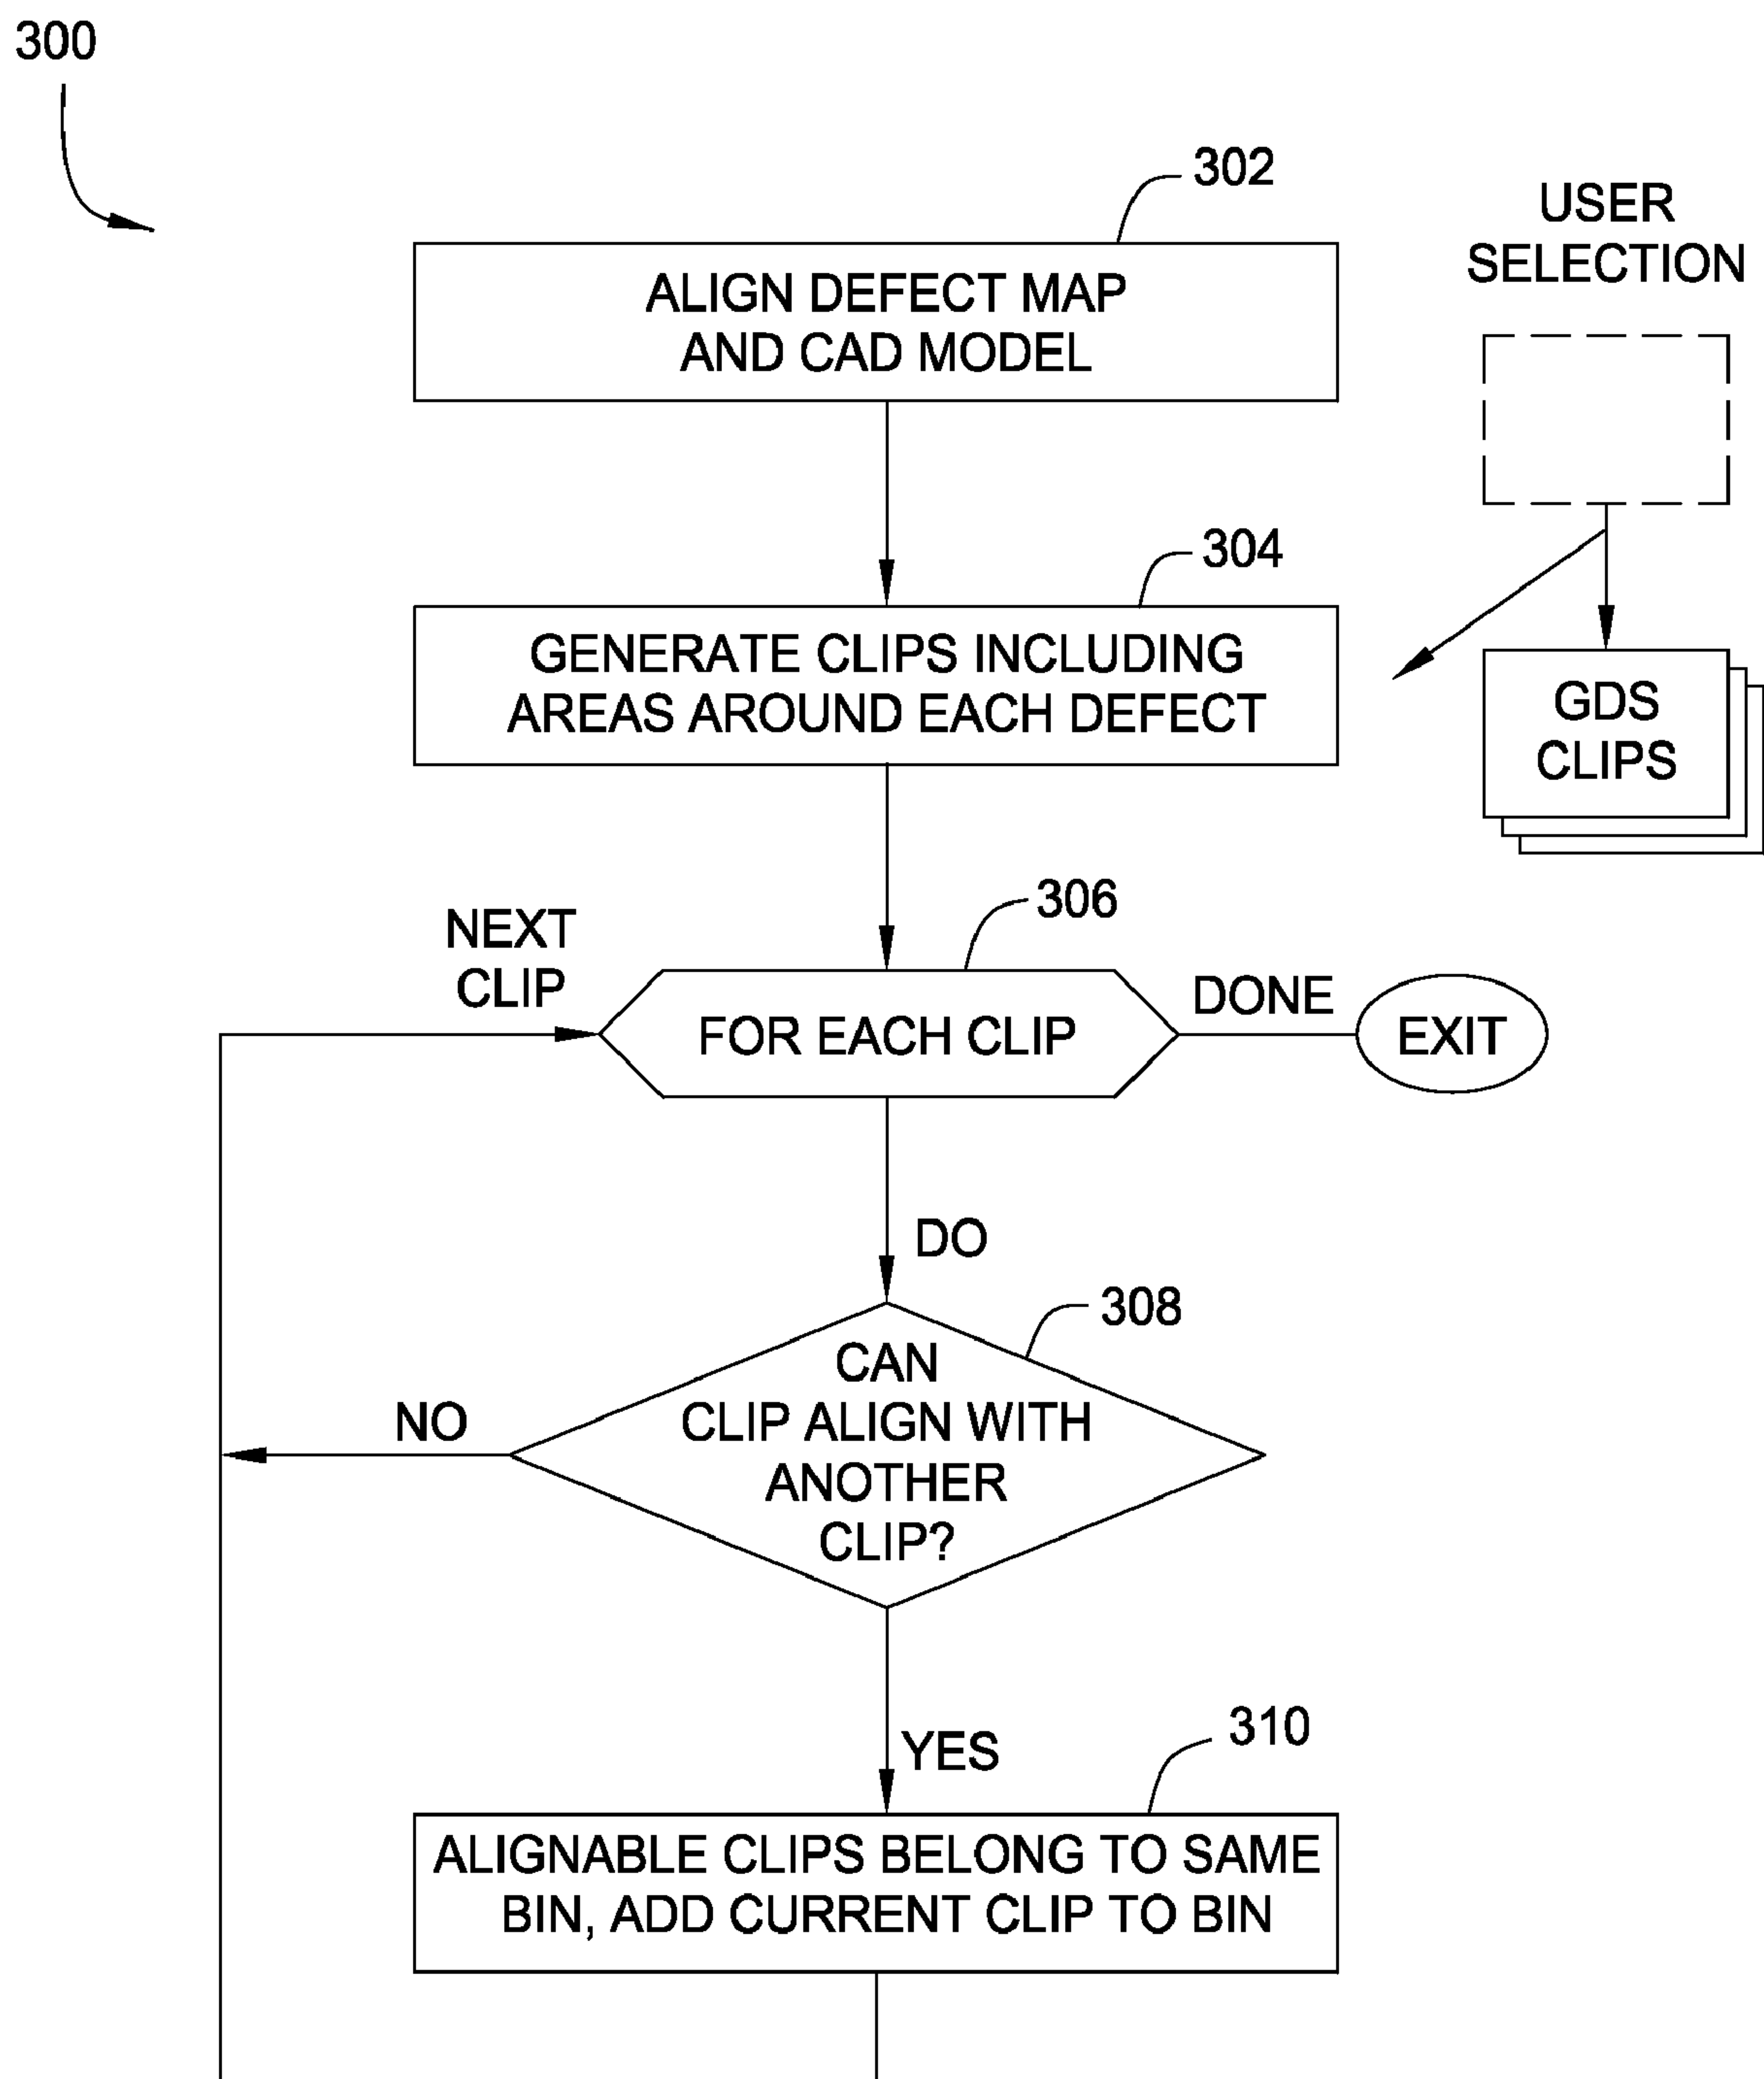 300
302
USER
SELECTION
ALIGN DEFECT MAP
AND CAD MODEL
304
GENERATE CLIPS INCLUDING
AREAS AROUND EACH DEFECT
GDS
CLIPS
306
NEXT
CLIP
FOR EACH CLIP
DONE
EXIT
DO
308
CAN
CLIP ALIGN WITH
ANOTHER
CLIP?
NO
YES
310
ALIGNABLE CLIPS BELONG TO SAME
BIN, ADD CURRENT CLIP TO BIN